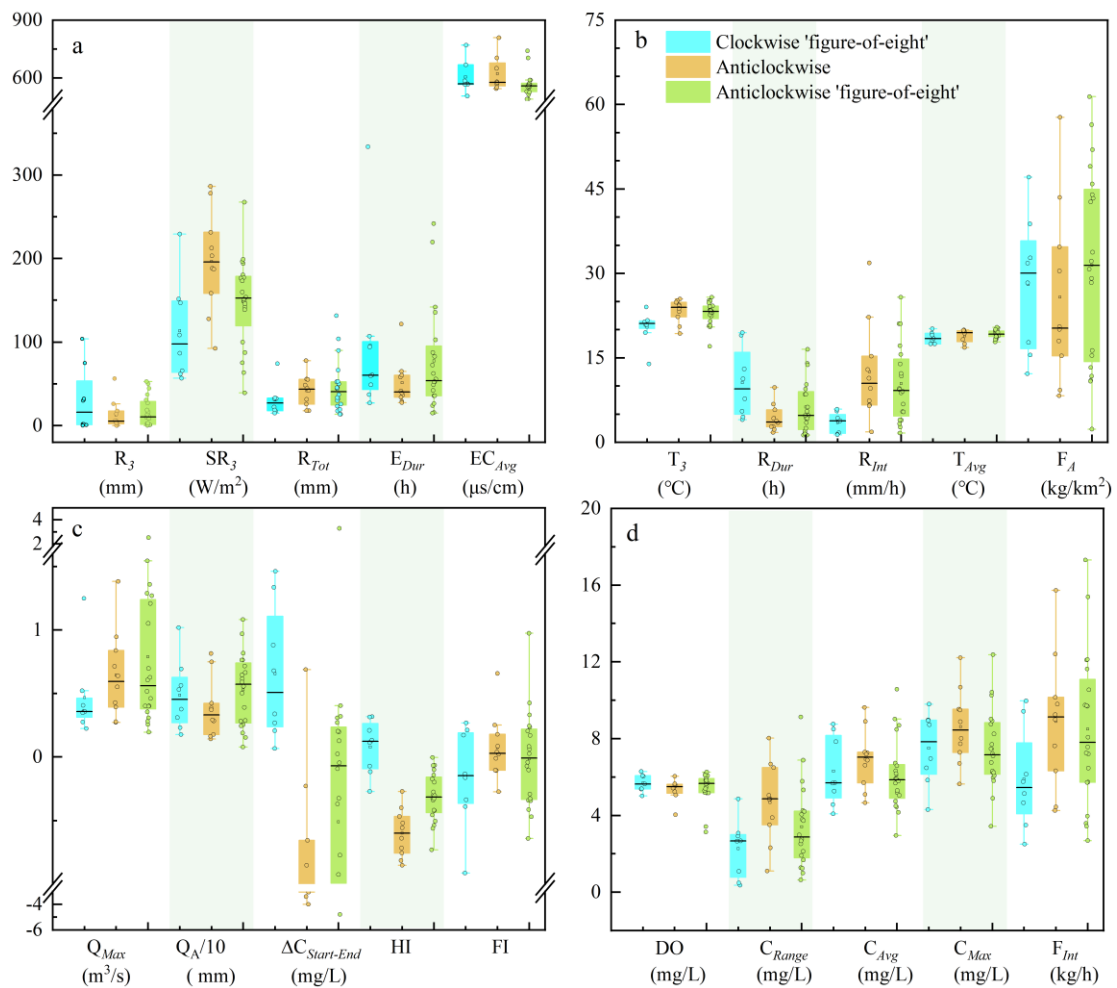 900
600
300
200
100
0
a
R3 SR3 RTot EDur ECAvg
(mm) (W/m²) (mm) (h) (μs/cm)
75
60
45
30
15
0
b
Clockwise 'figure-of-eight'
Anticlockwise
Anticlockwise 'figure-of-eight'
T3 RDur RInt TAvg FA
(°C) (h) (mm/h) (°C) (kg/km²)
4
2
1
0
-4
-6
c
QMax QA/10 ΔCStart-End HI FI
(m³/s) ( mm) (mg/L)
20
16
12
8
4
0
d
DO CRange CAvg CMax FInt
(mg/L) (mg/L) (mg/L) (mg/L) (kg/h)